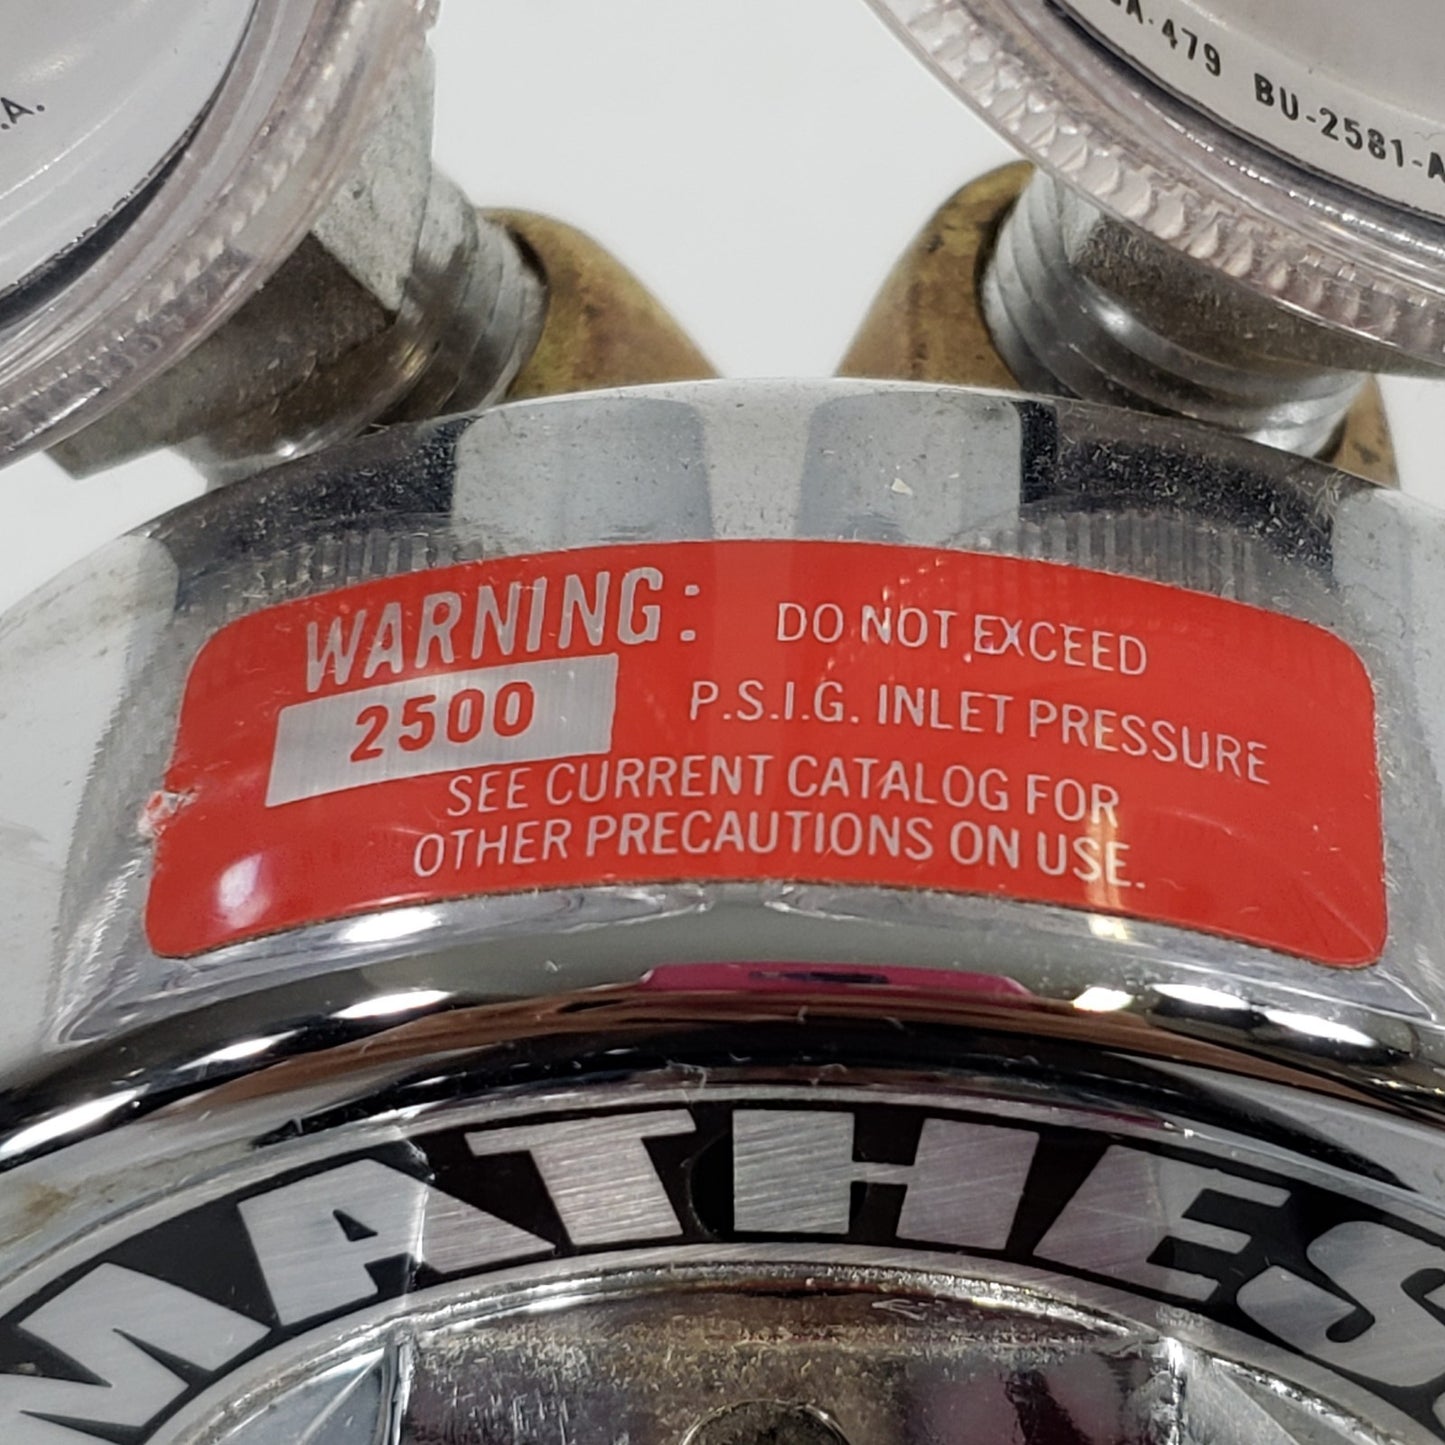 .A.
A-479 BU-2581-A
WARNING: DO NOT EXCEED
2500 P.S.I.G. INLET PRESSURE
SEE CURRENT CATALOG FOR
OTHER PRECAUTIONS ON USE.
MATHES